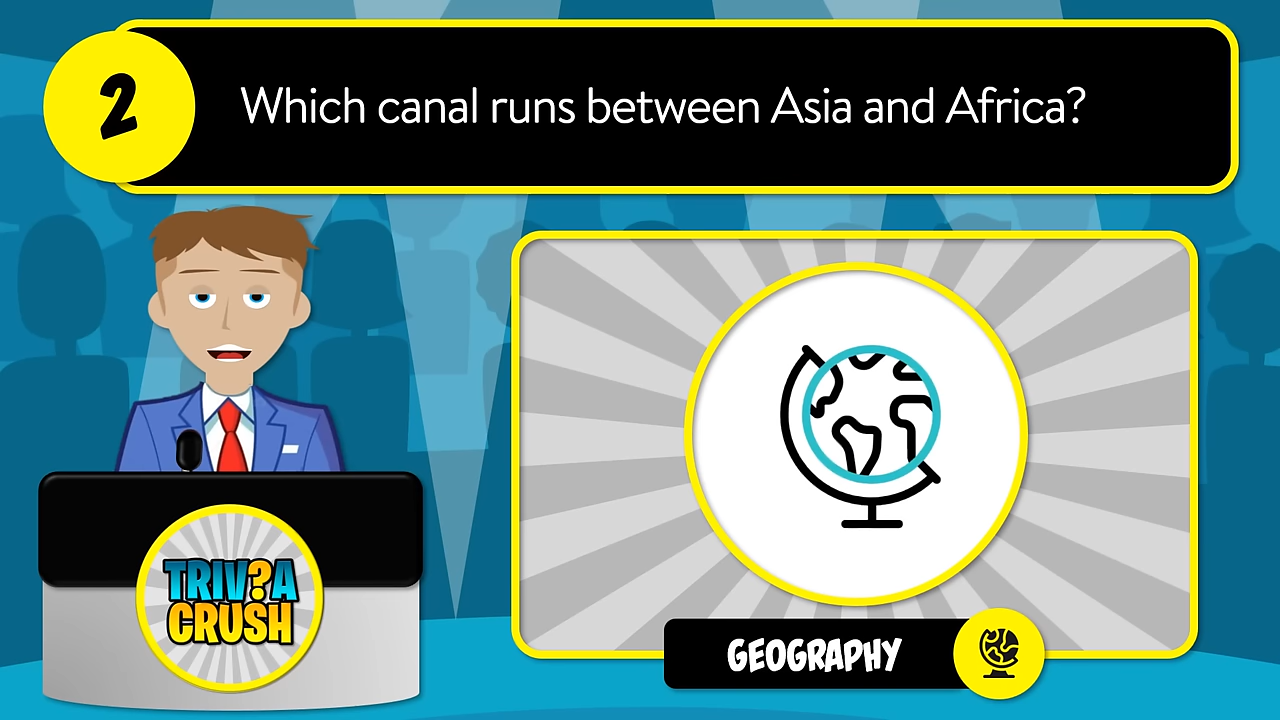 2
Which canal runs between Asia and Africa?
TRIV?A
CRUSH
GEOGRAPHY